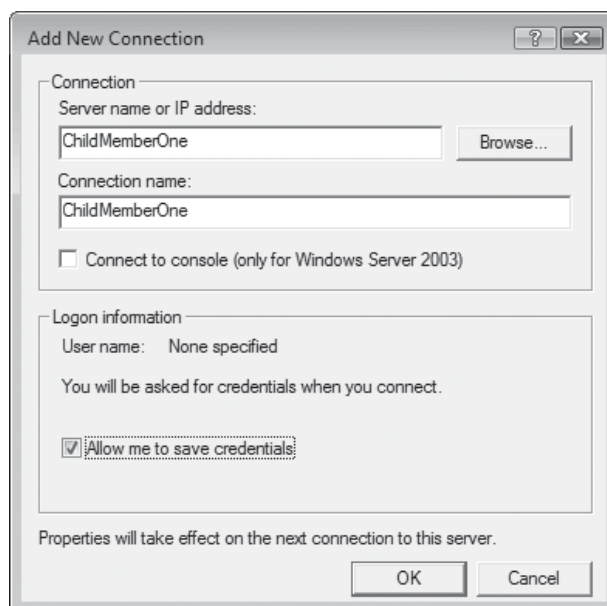 Add New Connection
Connection
Server name or IP address:
ChildMemberOne
Browse...
Connection name:
ChildMemberOne
Connect to console (only for Windows Server 2003)
Logon information
User name: None specified
You will be asked for credentials when you connect.
Allow me to save credentials
Properties will take effect on the next connection to this server.
OK
Cancel